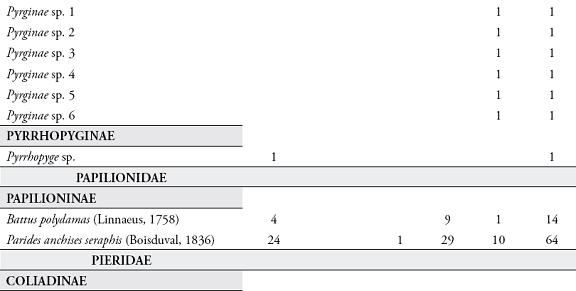 Pyrginae sp. 1 1 1
Pyrginae sp. 2 1 1
Pyrginae sp. 3 1 1
Pyrginae sp. 4 1 1
Pyrginae sp. 5 1 1
Pyrginae sp. 6 1 1
PYRRHOPYGINAE
Pyrrhopyge sp. 1 1
PAPILIONIDAE
PAPILIONINAE
Battus polydamas (Linnaeus, 1758) 4 9 1 14
Parides anchises seraphis (Boisduval, 1836) 24 1 29 10 64
PIERIDAE
COLIADINAE